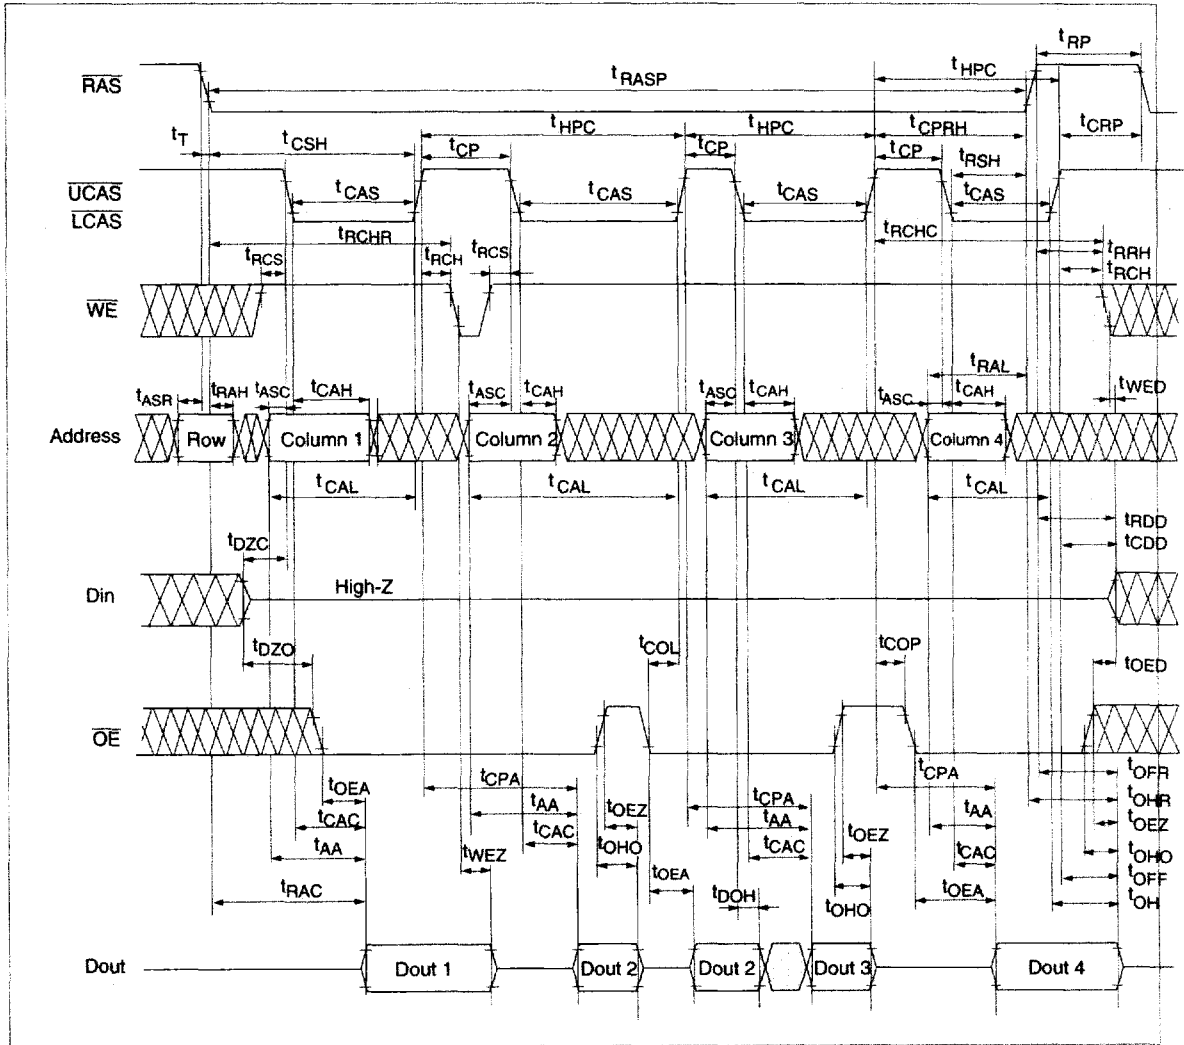 tRP
tHPC
RAS
tRASP
tHPC tHPC tCPRH tCRP
tT tCSH
tCP tCP tCP tRSH
UCAS
LCAS
tCAS tCAS tCAS tCAS
tRCHR tRCHC
tRCS tRCH tRCS tRRH
tRCH
WE
tRAL
tASR tRAH tASC tCAH tASC tCAH tASC tCAH tASC tCAH tWED
Address Row Column 1 Column 2 Column 3 Column 4
tCAL tCAL tCAL tCAL
tRDD
tDZC tCDD
Din High-Z
tDZO tCOL tCOP tOED
OE
tOEA tCPA tCPA tCPA tOFR
tCAC tAA tOEZ tAA tOEZ tAA tOHR
tAA tCAC tOHO tCAC tCAC tOEZ
tWEZ tOHO
tRAC tOEA tDOH tOHO tOEA tOFF
tOH
Dout Dout 1 Dout 2 Dout 2 Dout 3 Dout 4